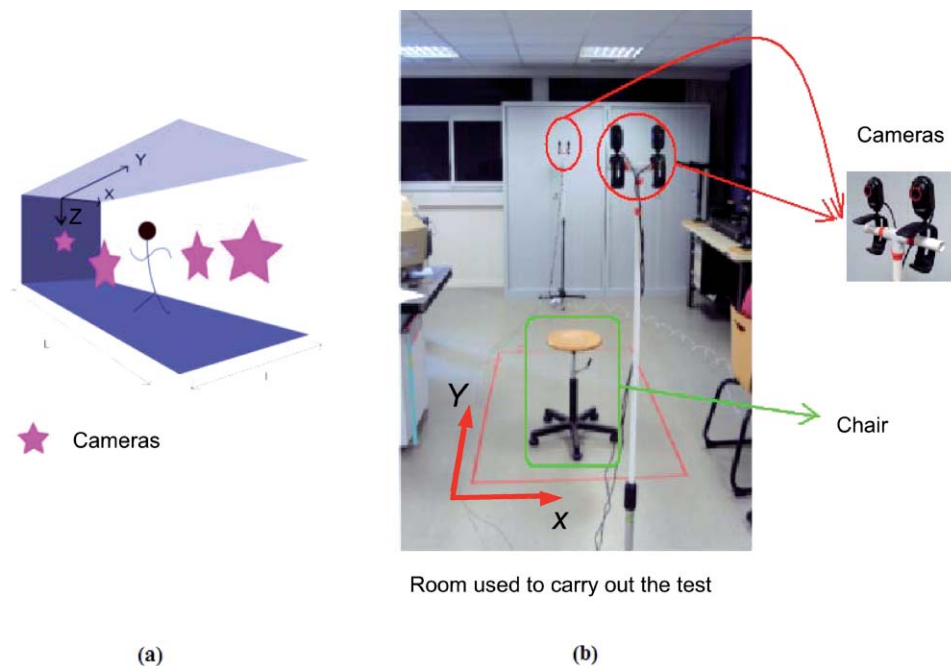 Y
X
Z
L
l
Cameras
Cameras
Y
x
Chair
Room used to carry out the test
(a)
(b)